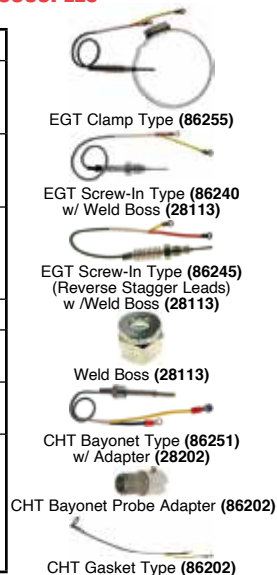 EGT Clamp Type (86255)
EGT Screw-In Type (86240
w/ Weld Boss (28113)
EGT Screw-In Type (86245)
(Reverse Stagger Leads)
w /Weld Boss (28113)
Weld Boss (28113)
CHT Bayonet Type (86251)
w/ Adapter (28202)
CHT Bayonet Probe Adapter (86202)
CHT Gasket Type (86202)